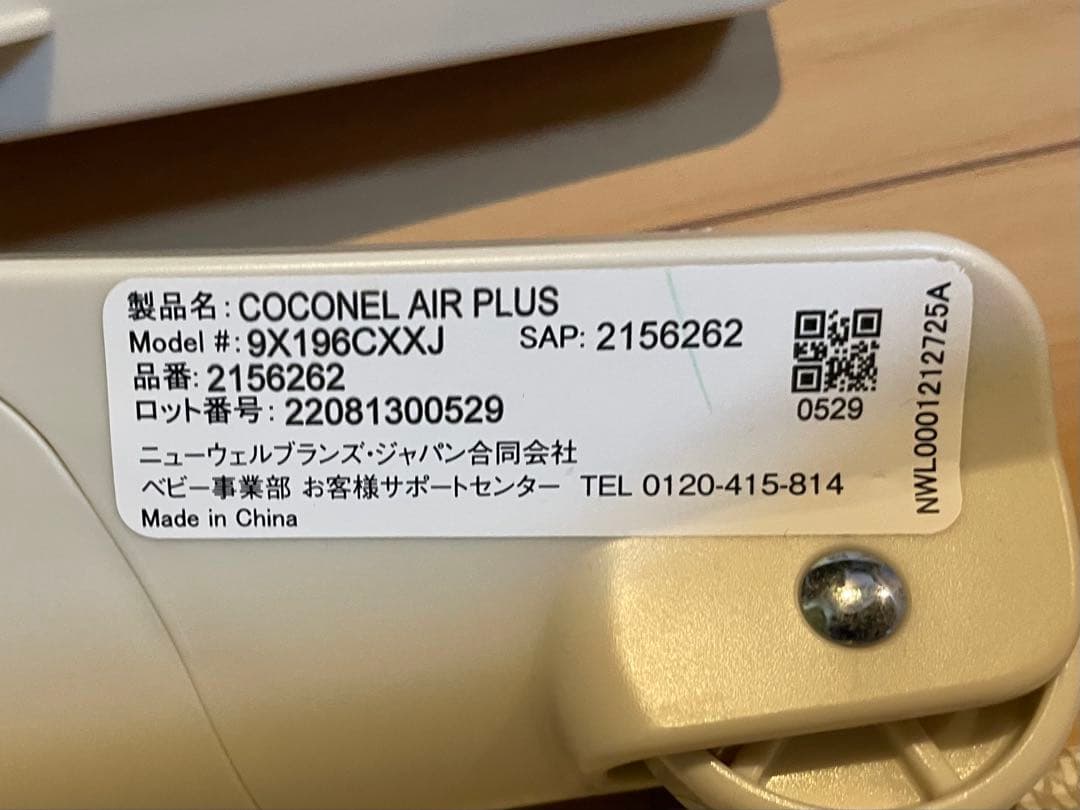 製品名：COCONEL AIR PLUS
Model #：9X196CXXJ SAP: 2156262
品番：2156262
ロット番号：22081300529
ニューウェルブランズ・ジャパン合同会社
ベビー事業部 お客様サポートセンター TEL 0120-415-814
Made in China
0529
NWL0001212725A